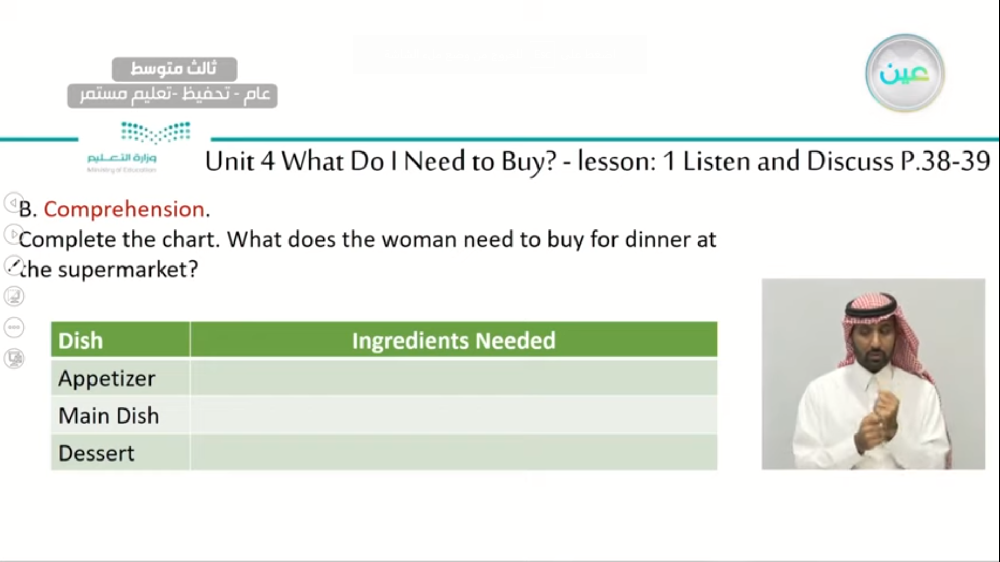 ثالث متوسط
عام - تحفيظ -تعليم مستمر
عين
وزارة التعـــليم
Ministry of Education
Unit 4 What Do I Need to Buy? - lesson: 1 Listen and Discuss P.38-39
B. Comprehension.
Complete the chart. What does the woman need to buy for dinner at
the supermarket?
Dish Ingredients Needed
Appetizer
Main Dish
Dessert